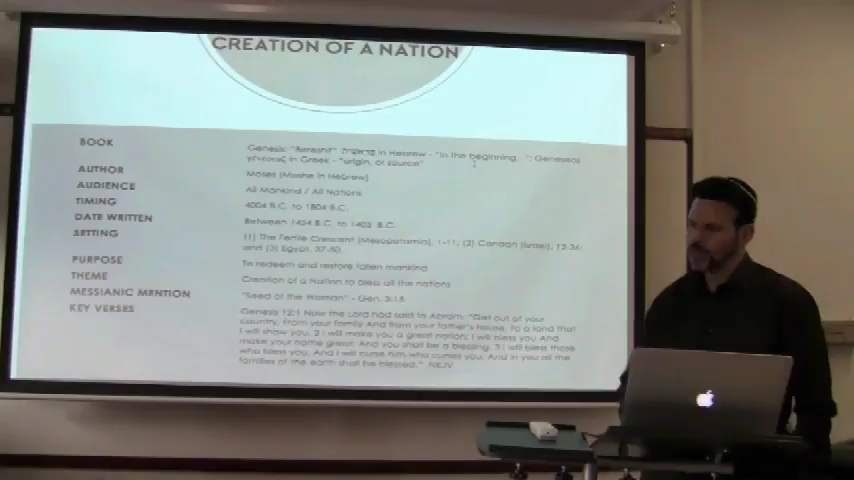 CREATION OF A NATION
BOOK
Genesis: "Bereshit" בראשית in Hebrew - "in the beginning
in Greek - "origin, or source"
AUTHOR
Moses (Moshe in Hebrew)
AUDIENCE
All Mankind / All Nations
TIMING
4004 B.C. to 1804 B.C.
DATE WRITTEN
Between 1454 B.C. to 1403 B.C.
SETTING
(1) The Fertile Crescent (Mesopotamia), 1-11, (2) Canaan (Israel), 12-36
and (3) Egypt, 37-50.
PURPOSE
To redeem and restore fallen mankind
THEME
Creation of a Nation to bless all the nations
MESSIANIC MENTION
"Seed of the Woman" - Gen. 3:15
KEY VERSES
Genesis 12:1 Now the Lord had said to Abram: "Get out of your
country, From your family And from your father's house, To a land that
I will show you. 2 I will make you a great nation; I will bless you And
make your name great; And you shall be a blessing. 3 I will bless those
who bless you, And I will curse him who curses you; And in you all the
families of the earth shall be blessed." NKJV